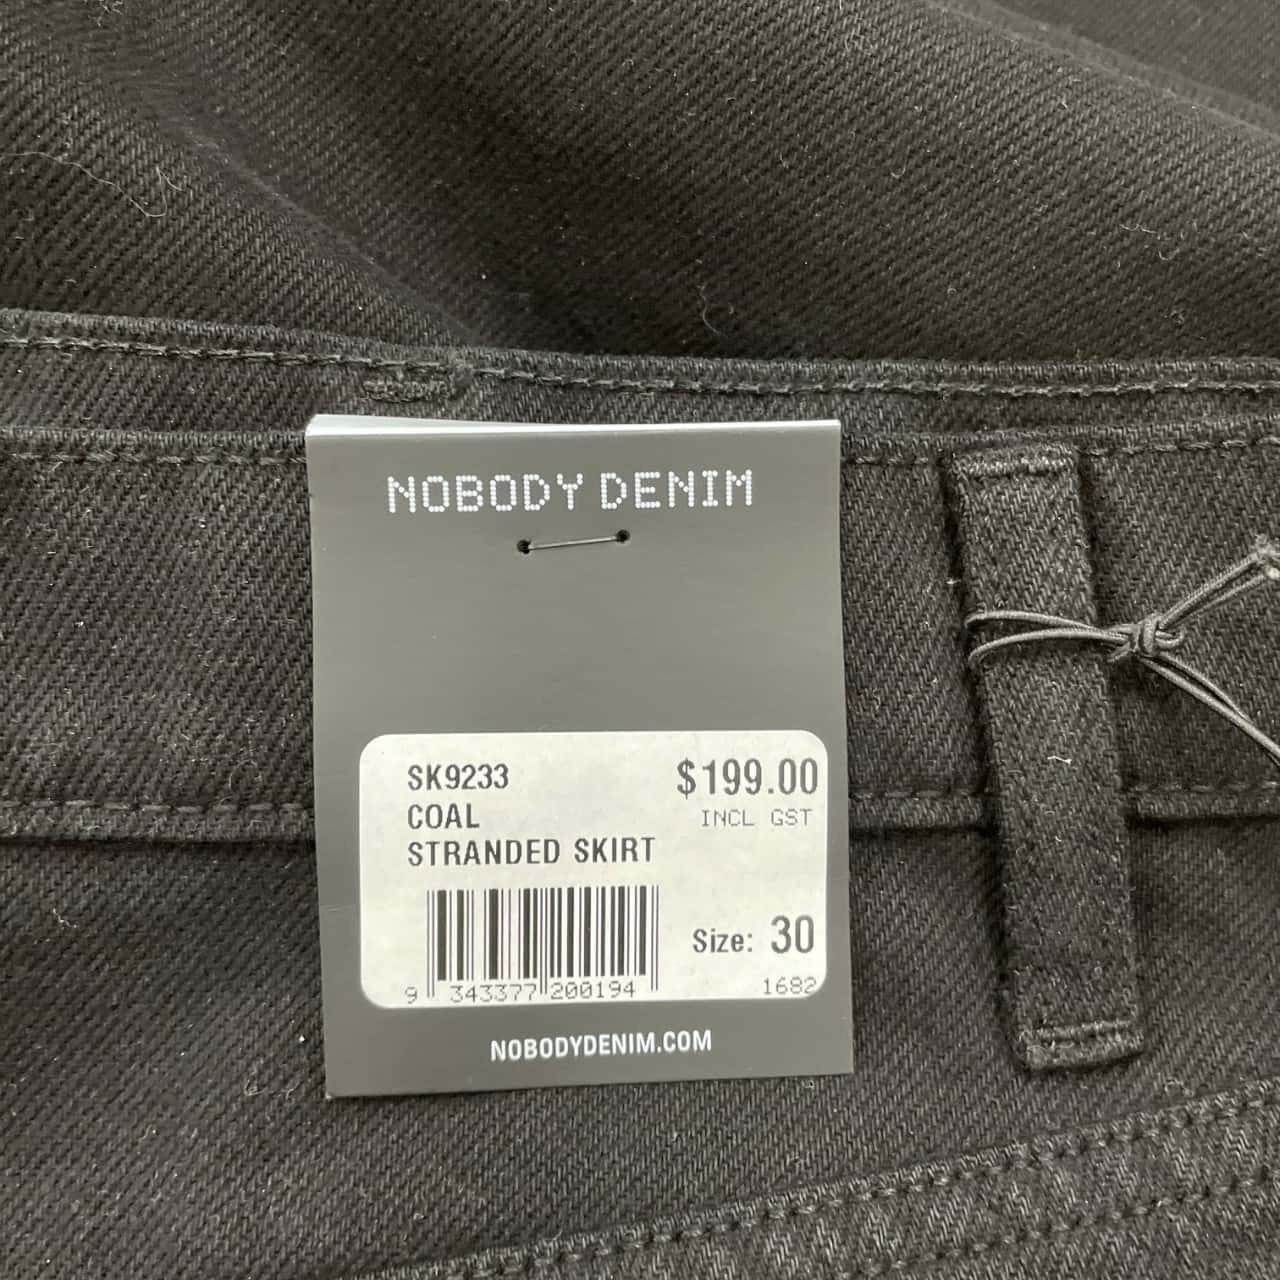 NOBODY DENIM
SK9233
$199.00
COAL
INCL GST
STRANDED SKIRT
Size: 30
9 343377 200194
1682
NOBODYDENIM.COM